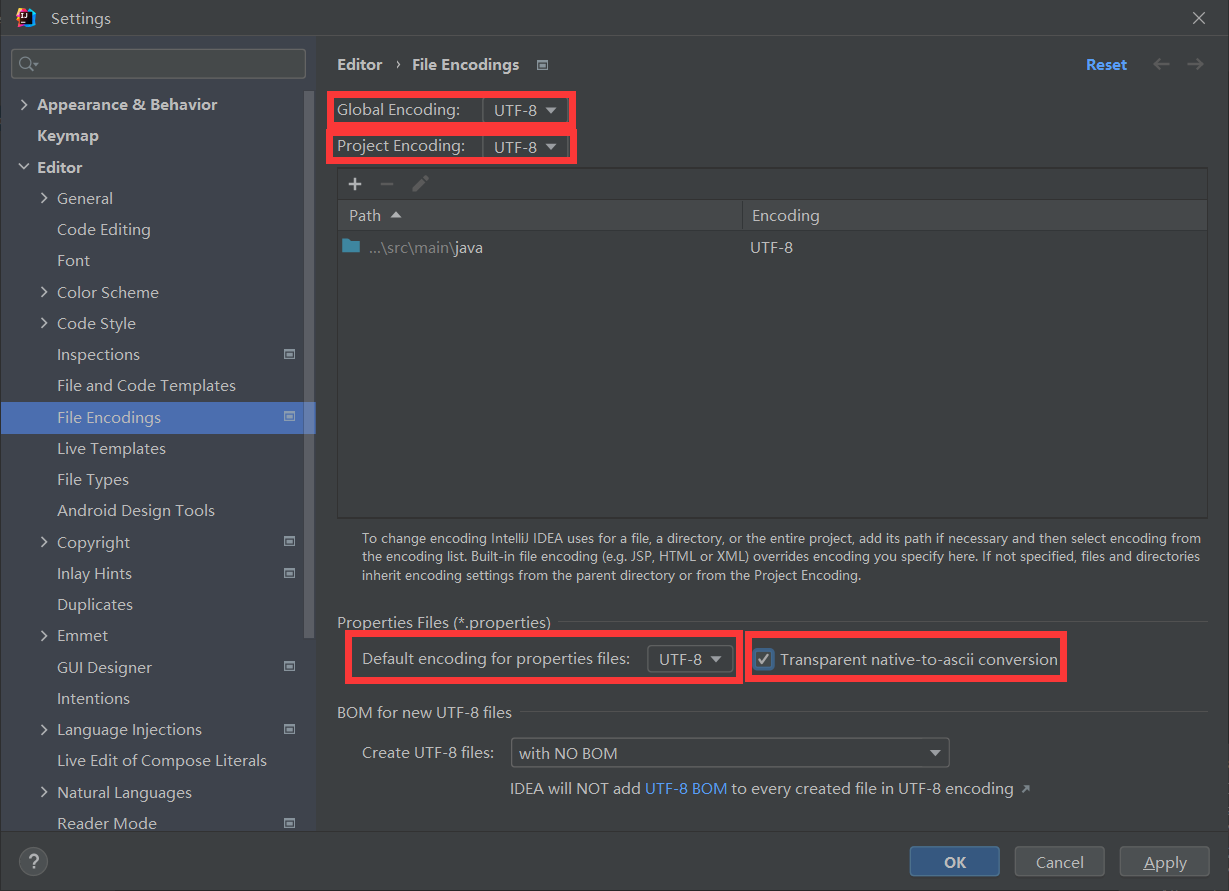 Settings
Editor › File Encodings
Reset
Appearance & Behavior
Keymap
Editor
General
Code Editing
Font
Color Scheme
Code Style
Inspections
File and Code Templates
File Encodings
Live Templates
File Types
Android Design Tools
Copyright
Inlay Hints
Duplicates
Emmet
GUI Designer
Intentions
Language Injections
Live Edit of Compose Literals
Natural Languages
Reader Mode
Global Encoding: UTF-8
Project Encoding: UTF-8
Path Encoding
...\src\main\java UTF-8
To change encoding IntelliJ IDEA uses for a file, a directory, or the entire project, add its path if necessary and then select encoding from
the encoding list. Built-in file encoding (e.g. JSP, HTML or XML) overrides encoding you specify here. If not specified, files and directories
inherit encoding settings from the parent directory or from the Project Encoding.
Properties Files (*.properties)
Default encoding for properties files: UTF-8 Transparent native-to-ascii conversion
BOM for new UTF-8 files
Create UTF-8 files: with NO BOM
IDEA will NOT add UTF-8 BOM to every created file in UTF-8 encoding ↗
? OK Cancel Apply